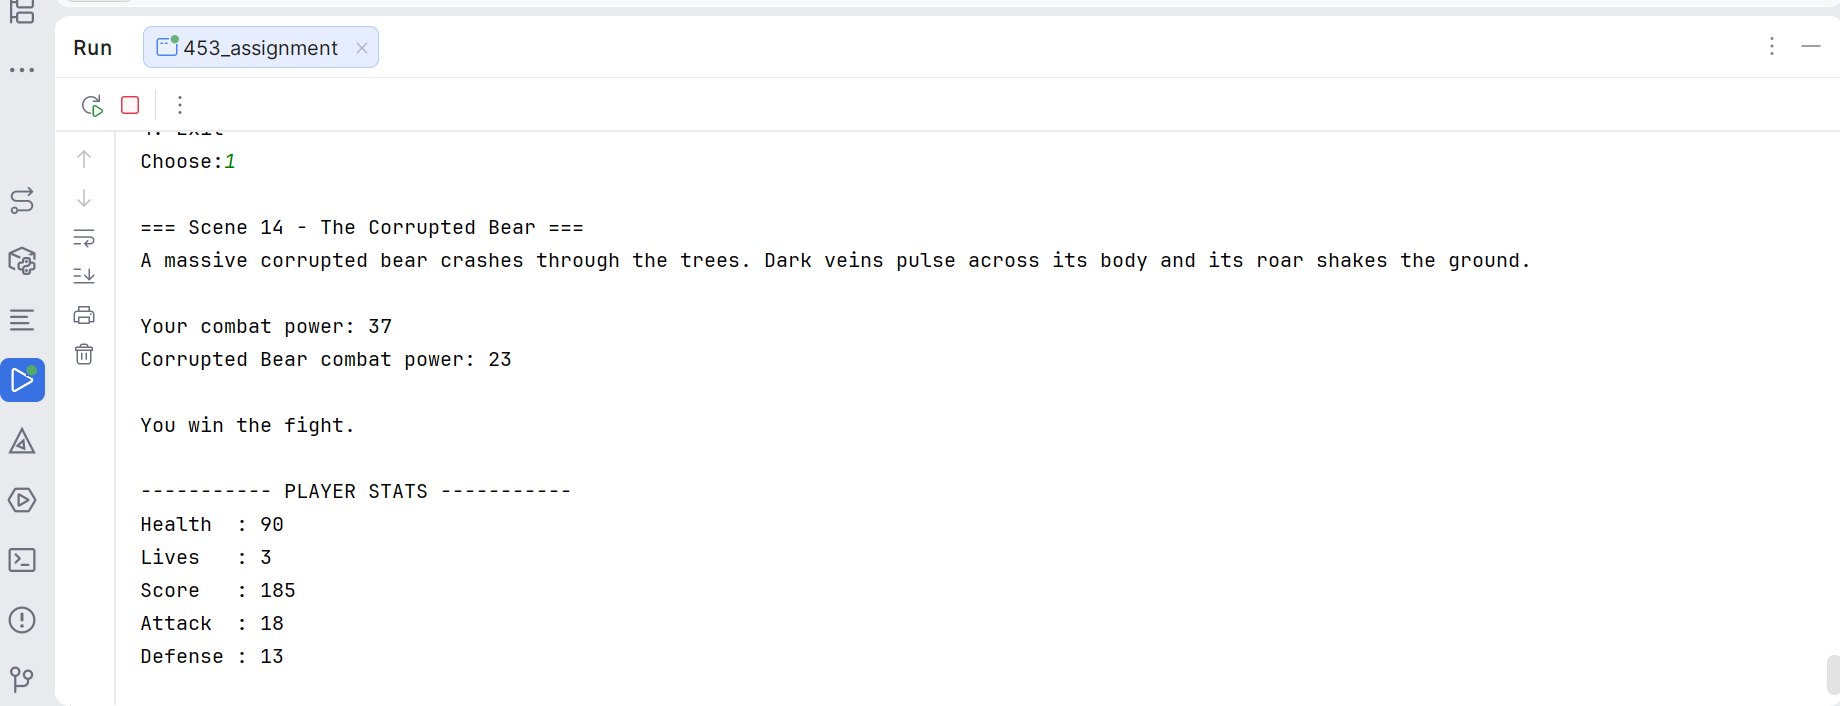 Run
453_assignment
4. Exit
Choose:1
=== Scene 14 - The Corrupted Bear ===
A massive corrupted bear crashes through the trees. Dark veins pulse across its body and its roar shakes the ground.
Your combat power: 37
Corrupted Bear combat power: 23
You win the fight.
----------- PLAYER STATS -----------
Health  : 90
Lives   : 3
Score   : 185
Attack  : 18
Defense : 13